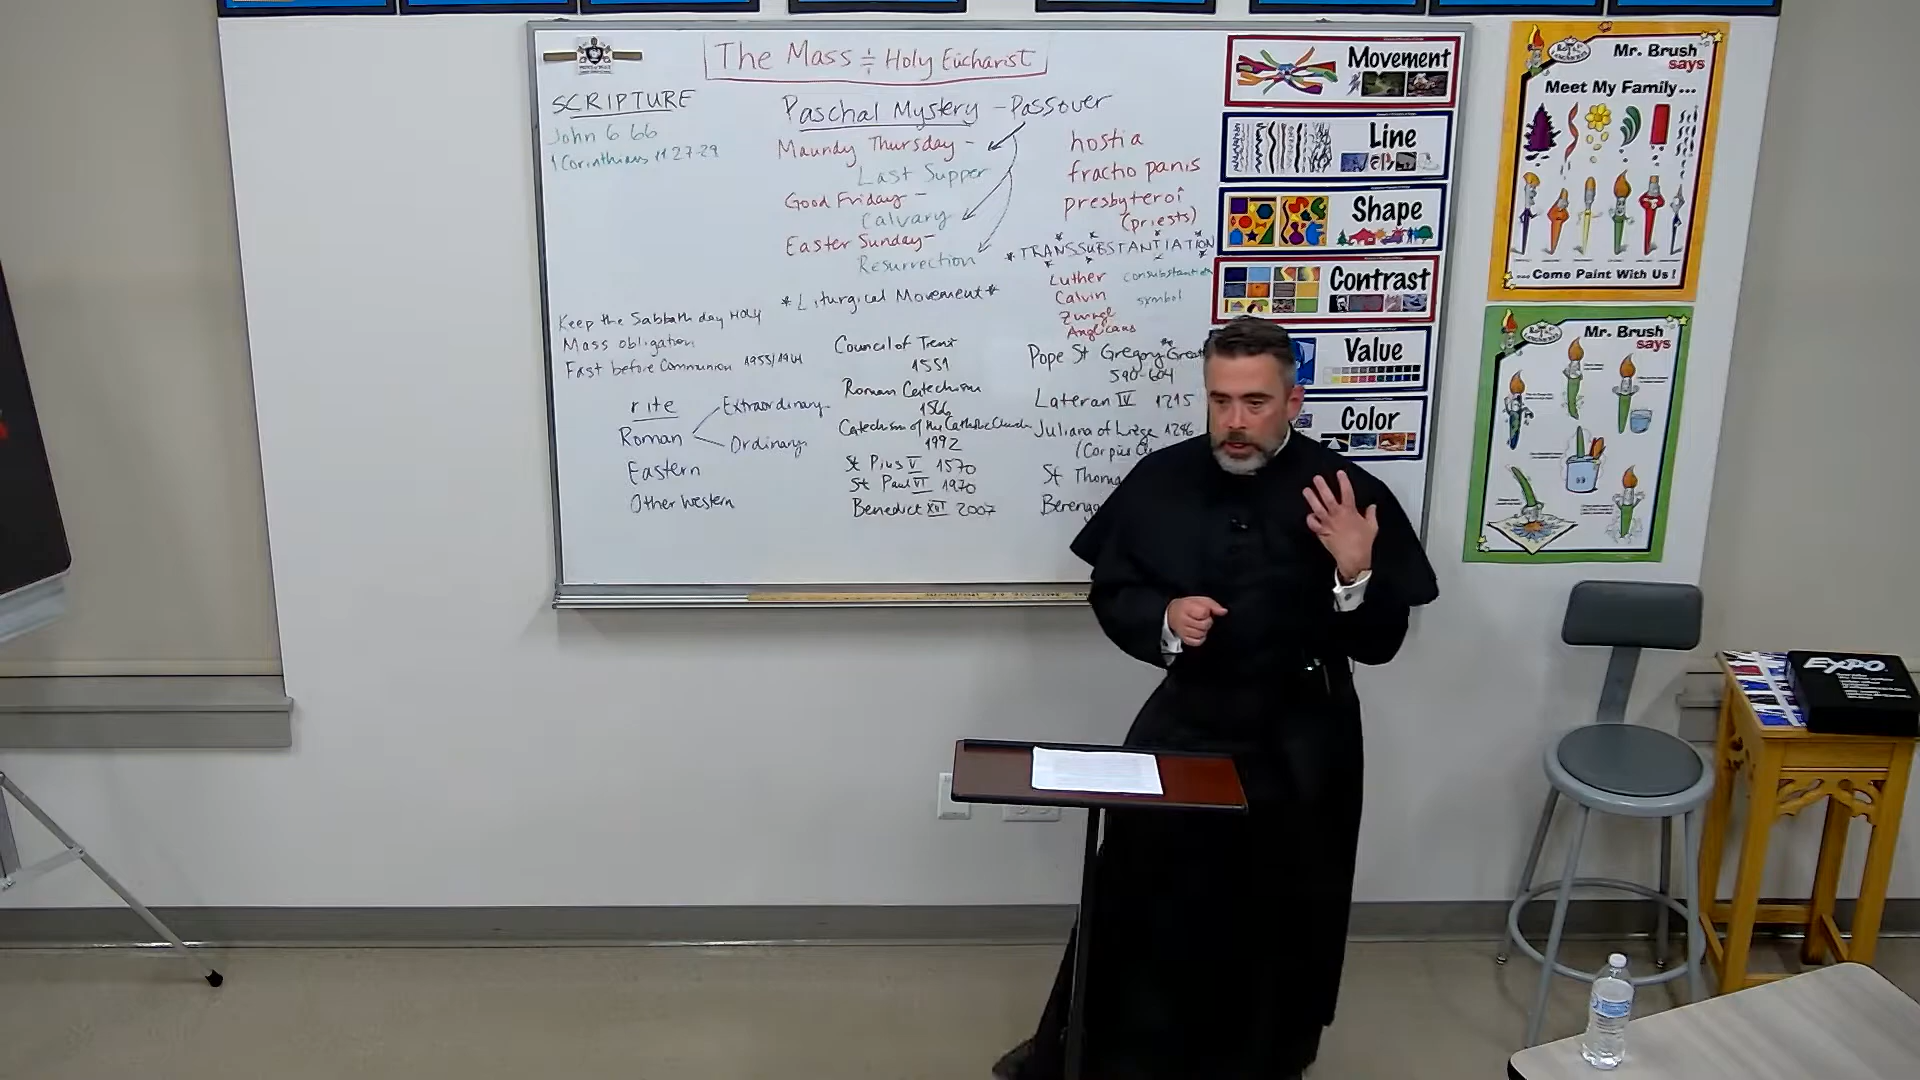 The Mass & Holy Eucharist
SCRIPTURE
John 6 66
1 Corinthians 11 27-29
Paschal Mystery - Passover
Maundy Thursday -
Last Supper
Good Friday -
Calvary
Easter Sunday -
Resurrection
* Liturgical Movement *
hostia
fractio panis
presbyteroi
(priests)
* TRANSSUBSTANTIATION
Luther
Calvin symbol
Zwingli
Anglicans
Keep the Sabbath day Holy
Mass obligation
Fast before Communion
rite
Roman
Extraordinary
Ordinary
Eastern
Other Western
Council of Trent
1551
Roman Catechism
1566
Catechism of the Catholic Church
1992
St Pius V 1570
St Paul VI 1970
Benedict XVI 2007
Pope St Gregory Great
590-604
Lateran IV 1215
Juliana of Liège 1246
(Corpus
St
Movement
Line
Shape
Contrast
Value
Color
Mr. Brush
says
Meet My Family...
...Come Paint With Us!
Mr. Brush
says
EXPO